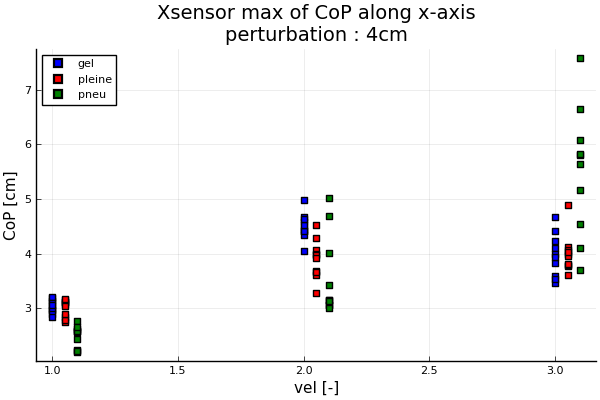 Xsensor max of CoP along x-axis
perturbation : 4cm
gel
pleine
pneu
CoP [cm]
7
6
5
4
3
1.0 1.5 2.0 2.5 3.0
vel [-]